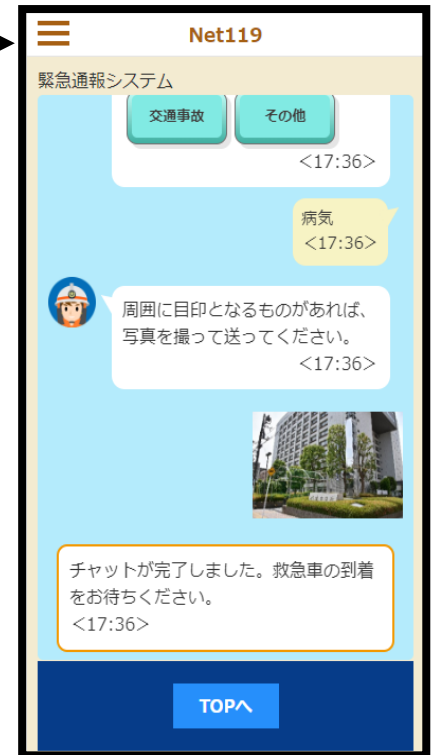 Net119
緊急通報システム
交通事故
その他
<17:36>
病気
<17:36>
周囲に目印となるものがあれば、
写真を撮って送ってください。
<17:36>
チャットが完了しました。救急車の到着
をお待ちください。
<17:36>
TOPへ